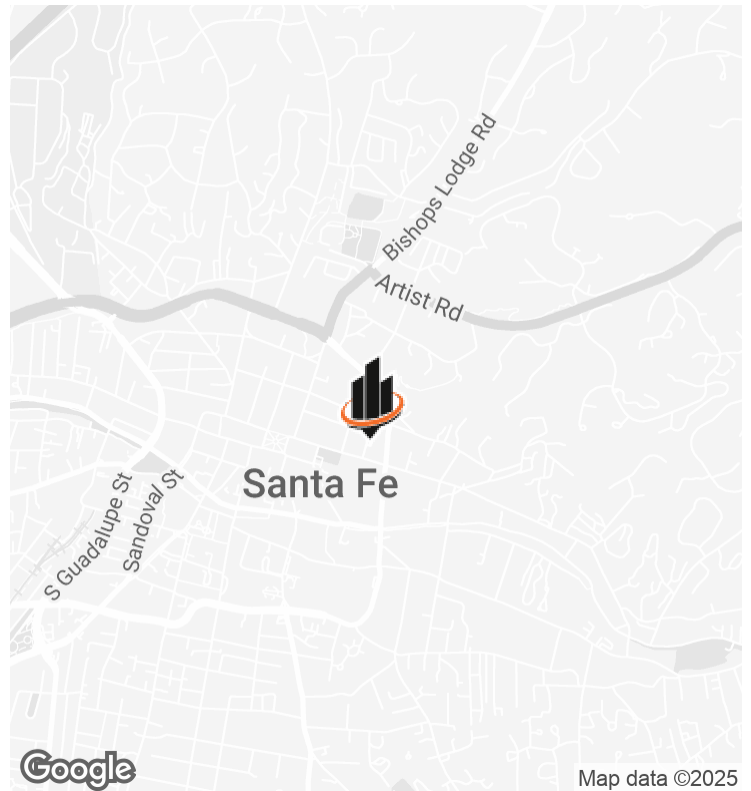 Bishops Lodge Rd
Artist Rd
Santa Fe
S Guadalupe St
Sandoval St
Google
Map data ©2025